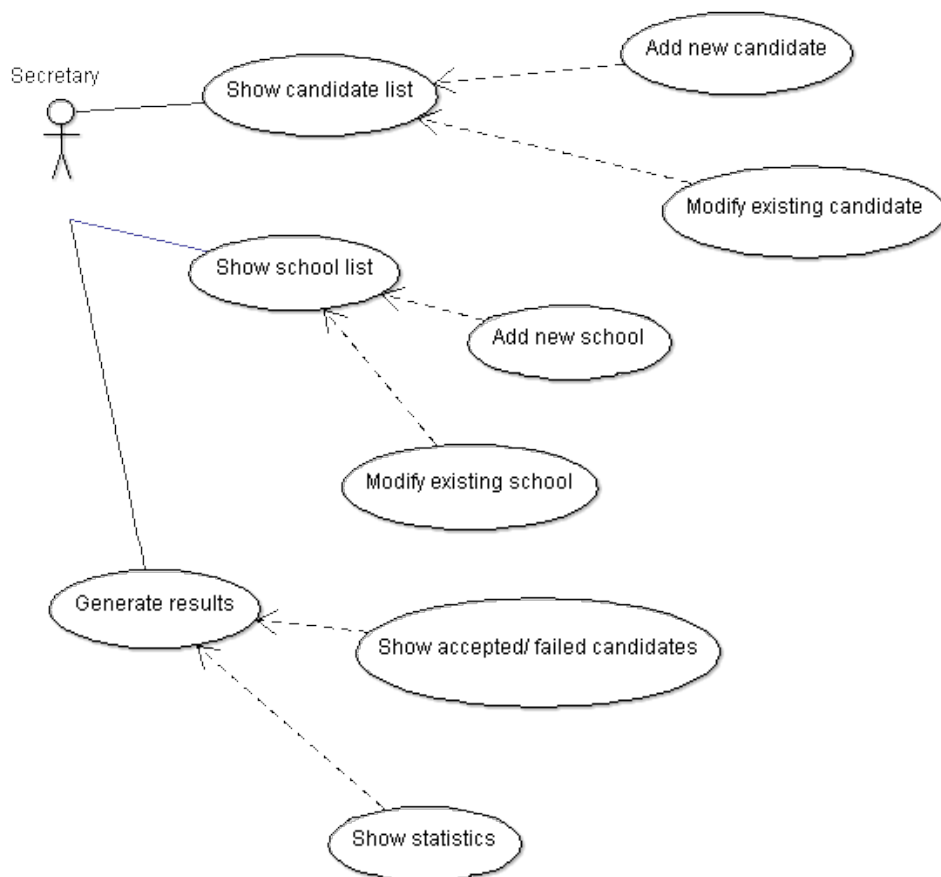 Add new candidate
Secretary
Show candidate list
Modify existing candidate
Show school list
Add new school
Modify existing school
Generate results
Show accepted/ failed candidates
Show statistics